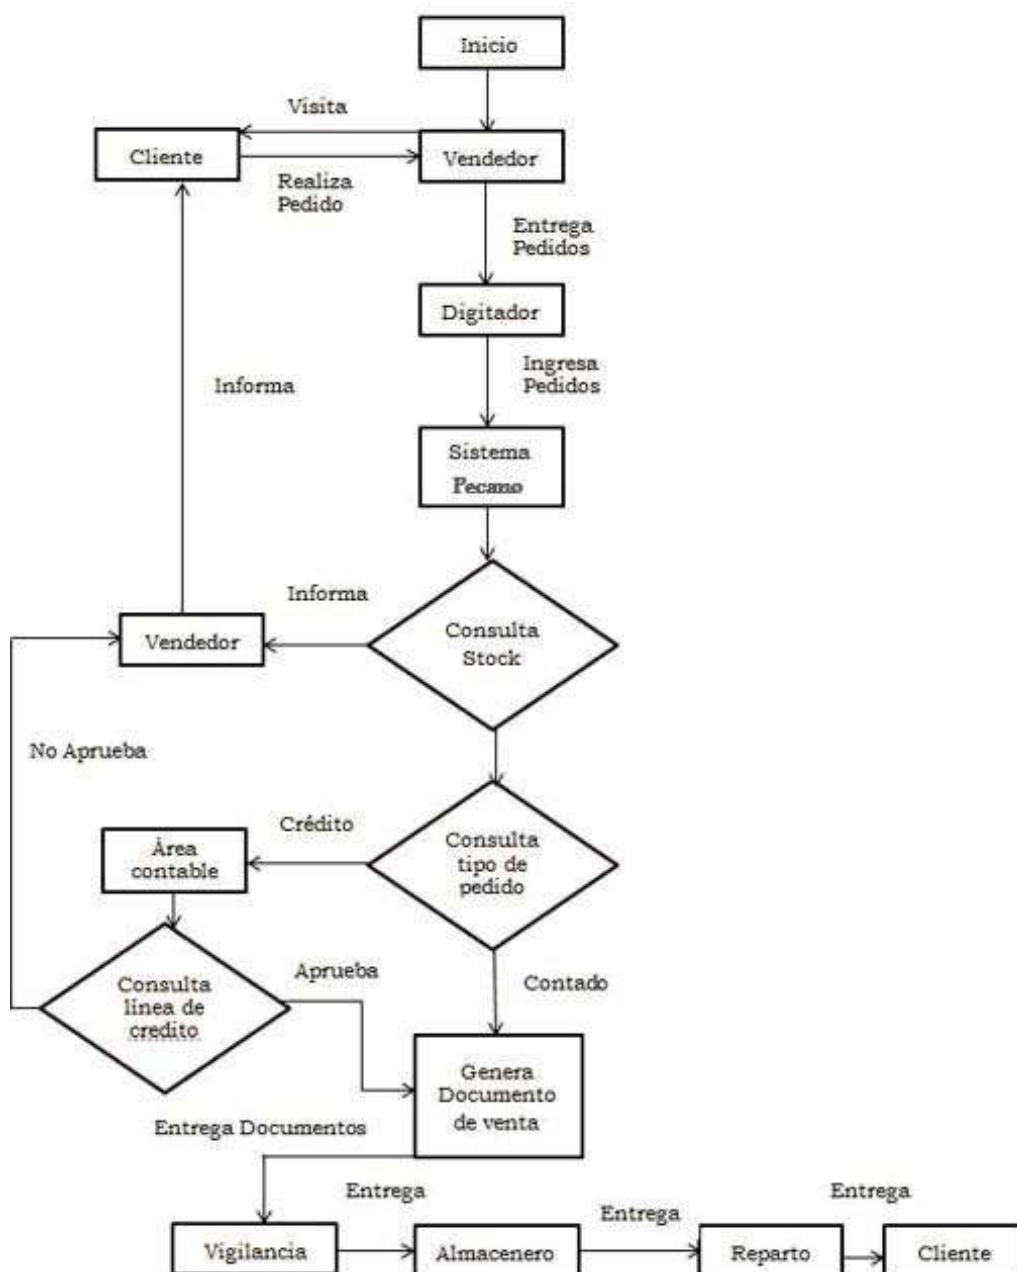 Inicio
Visita
Cliente
Vendedor
Realiza
Pedido
Entrega
Pedidos
Digitador
Ingresa
Pedidos
Informa
Sistema
Pecano
Informa
Consulta
Stock
Vendedor
No Aprueba
Crédito
Consulta
tipo de
pedido
Área
contable
Aprueba
Contado
Consulta
línea de
credito
Genera
Documento
de venta
Entrega Documentos
Entrega
Entrega
Entrega
Vigilancia
Almacenero
Reparto
Cliente